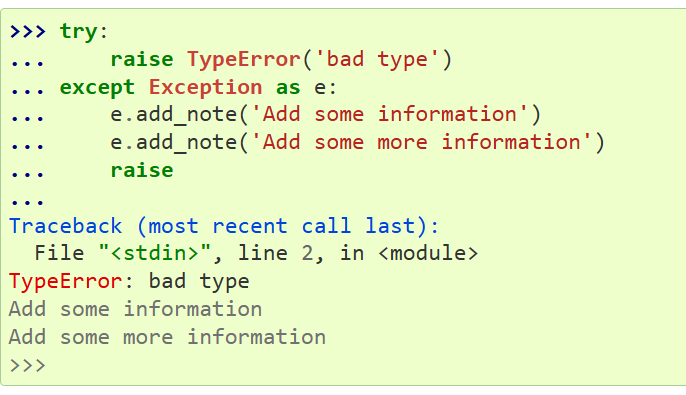 >>> try:
...     raise TypeError('bad type')
... except Exception as e:
...     e.add_note('Add some information')
...     e.add_note('Add some more information')
...     raise
...
Traceback (most recent call last):
  File "<stdin>", line 2, in <module>
TypeError: bad type
Add some information
Add some more information
>>>